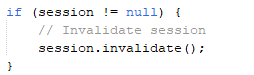 if (session != null) {
    // Invalidate session
    session.invalidate();
}